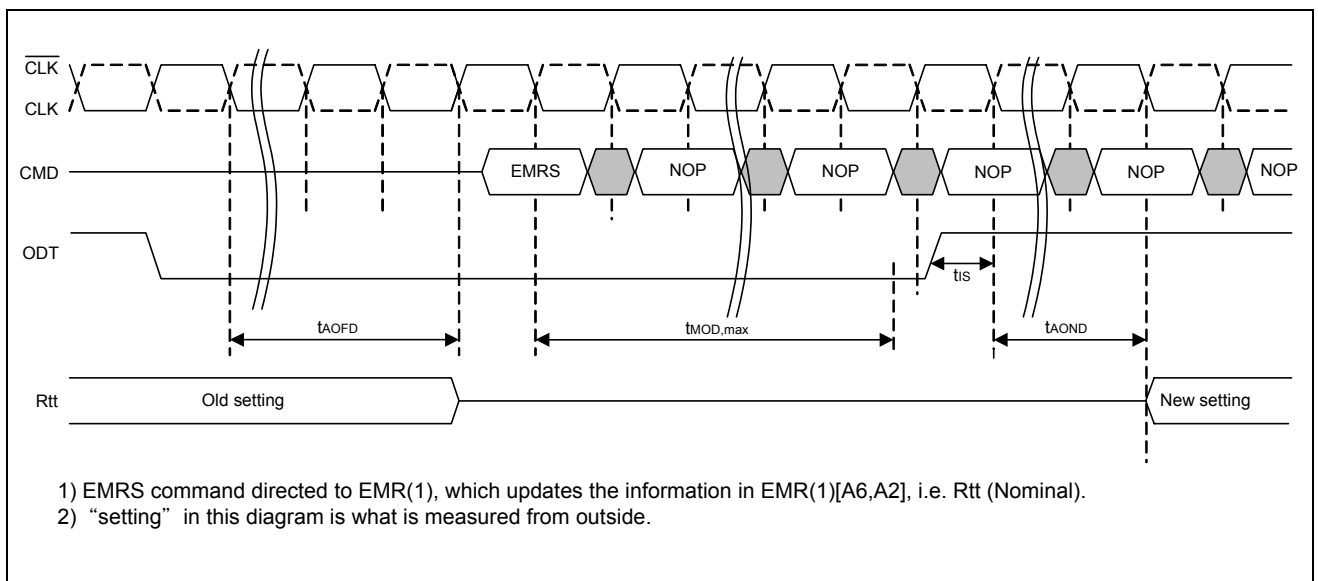 CLK
CLK
CMD
EMRS
NOP
NOP
NOP
NOP
NOP
ODT
tIS
tAOFD
tMOD,max
tAOND
Rtt
Old setting
New setting
1) EMRS command directed to EMR(1), which updates the information in EMR(1)[A6,A2], i.e. Rtt (Nominal).
2) “setting” in this diagram is what is measured from outside.